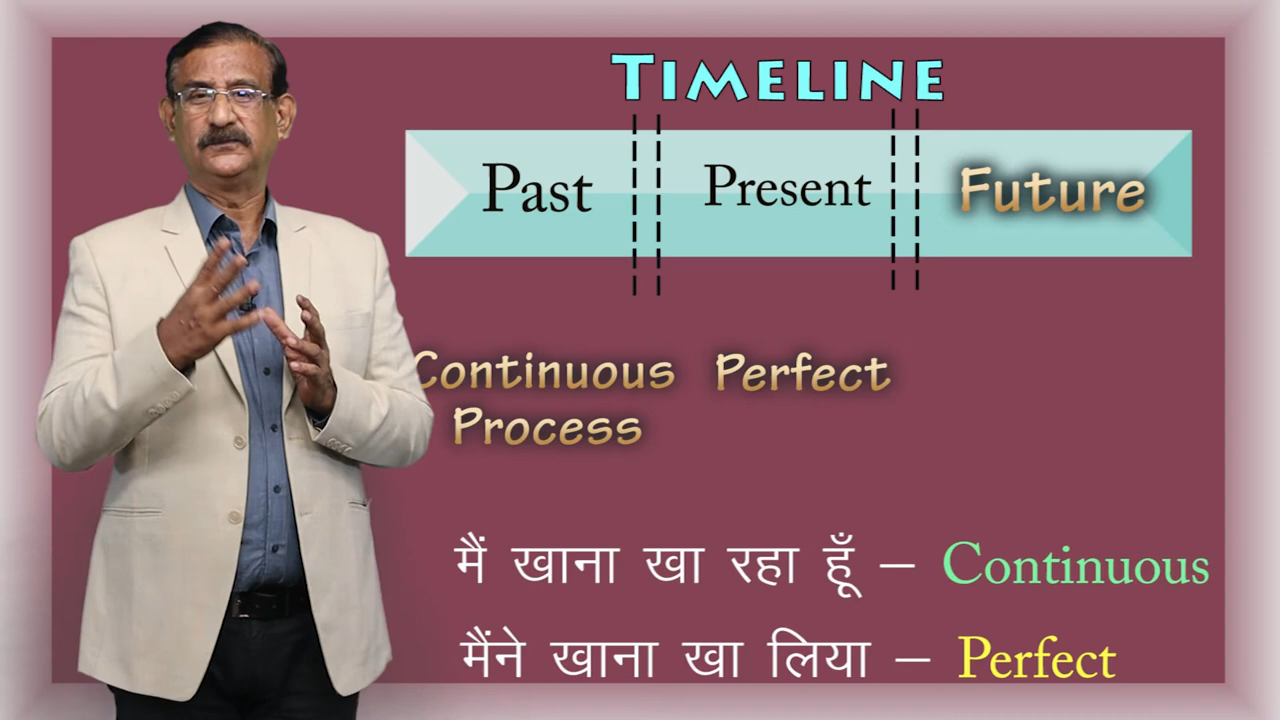 TIMELINE
Past Present Future
Continuous Perfect
Process
मैं खाना खा रहा हूँ – Continuous
मैंने खाना खा लिया – Perfect